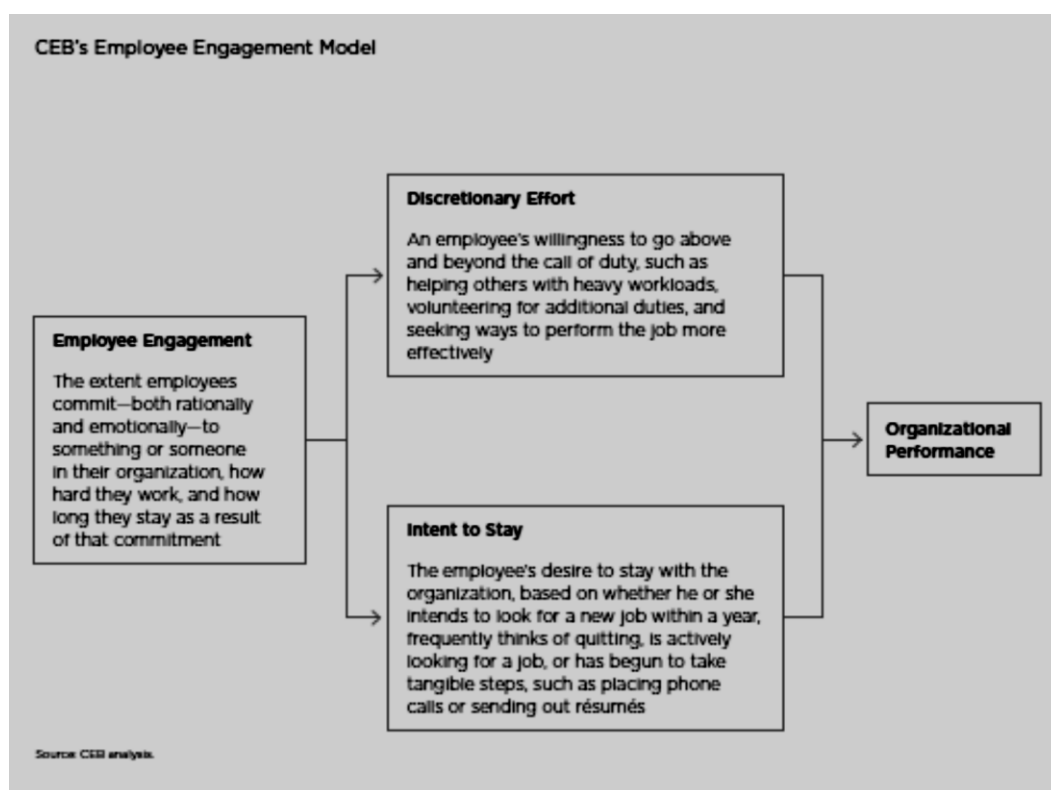 CEB's Employee Engagement Model
Discretionary Effort
An employee's willingness to go above
and beyond the call of duty, such as
helping others with heavy workloads,
volunteering for additional duties, and
seeking ways to perform the job more
effectively
Employee Engagement
The extent employees
commit—both rationally
and emotionally—to
something or someone
in their organization, how
hard they work, and how
long they stay as a result
of that commitment
Organizational
Performance
Intent to Stay
The employee's desire to stay with the
organization, based on whether he or she
intends to look for a new job within a year,
frequently thinks of quitting, is actively
looking for a job, or has begun to take
tangible steps, such as placing phone
calls or sending out résumés
Source: CEB analysis.